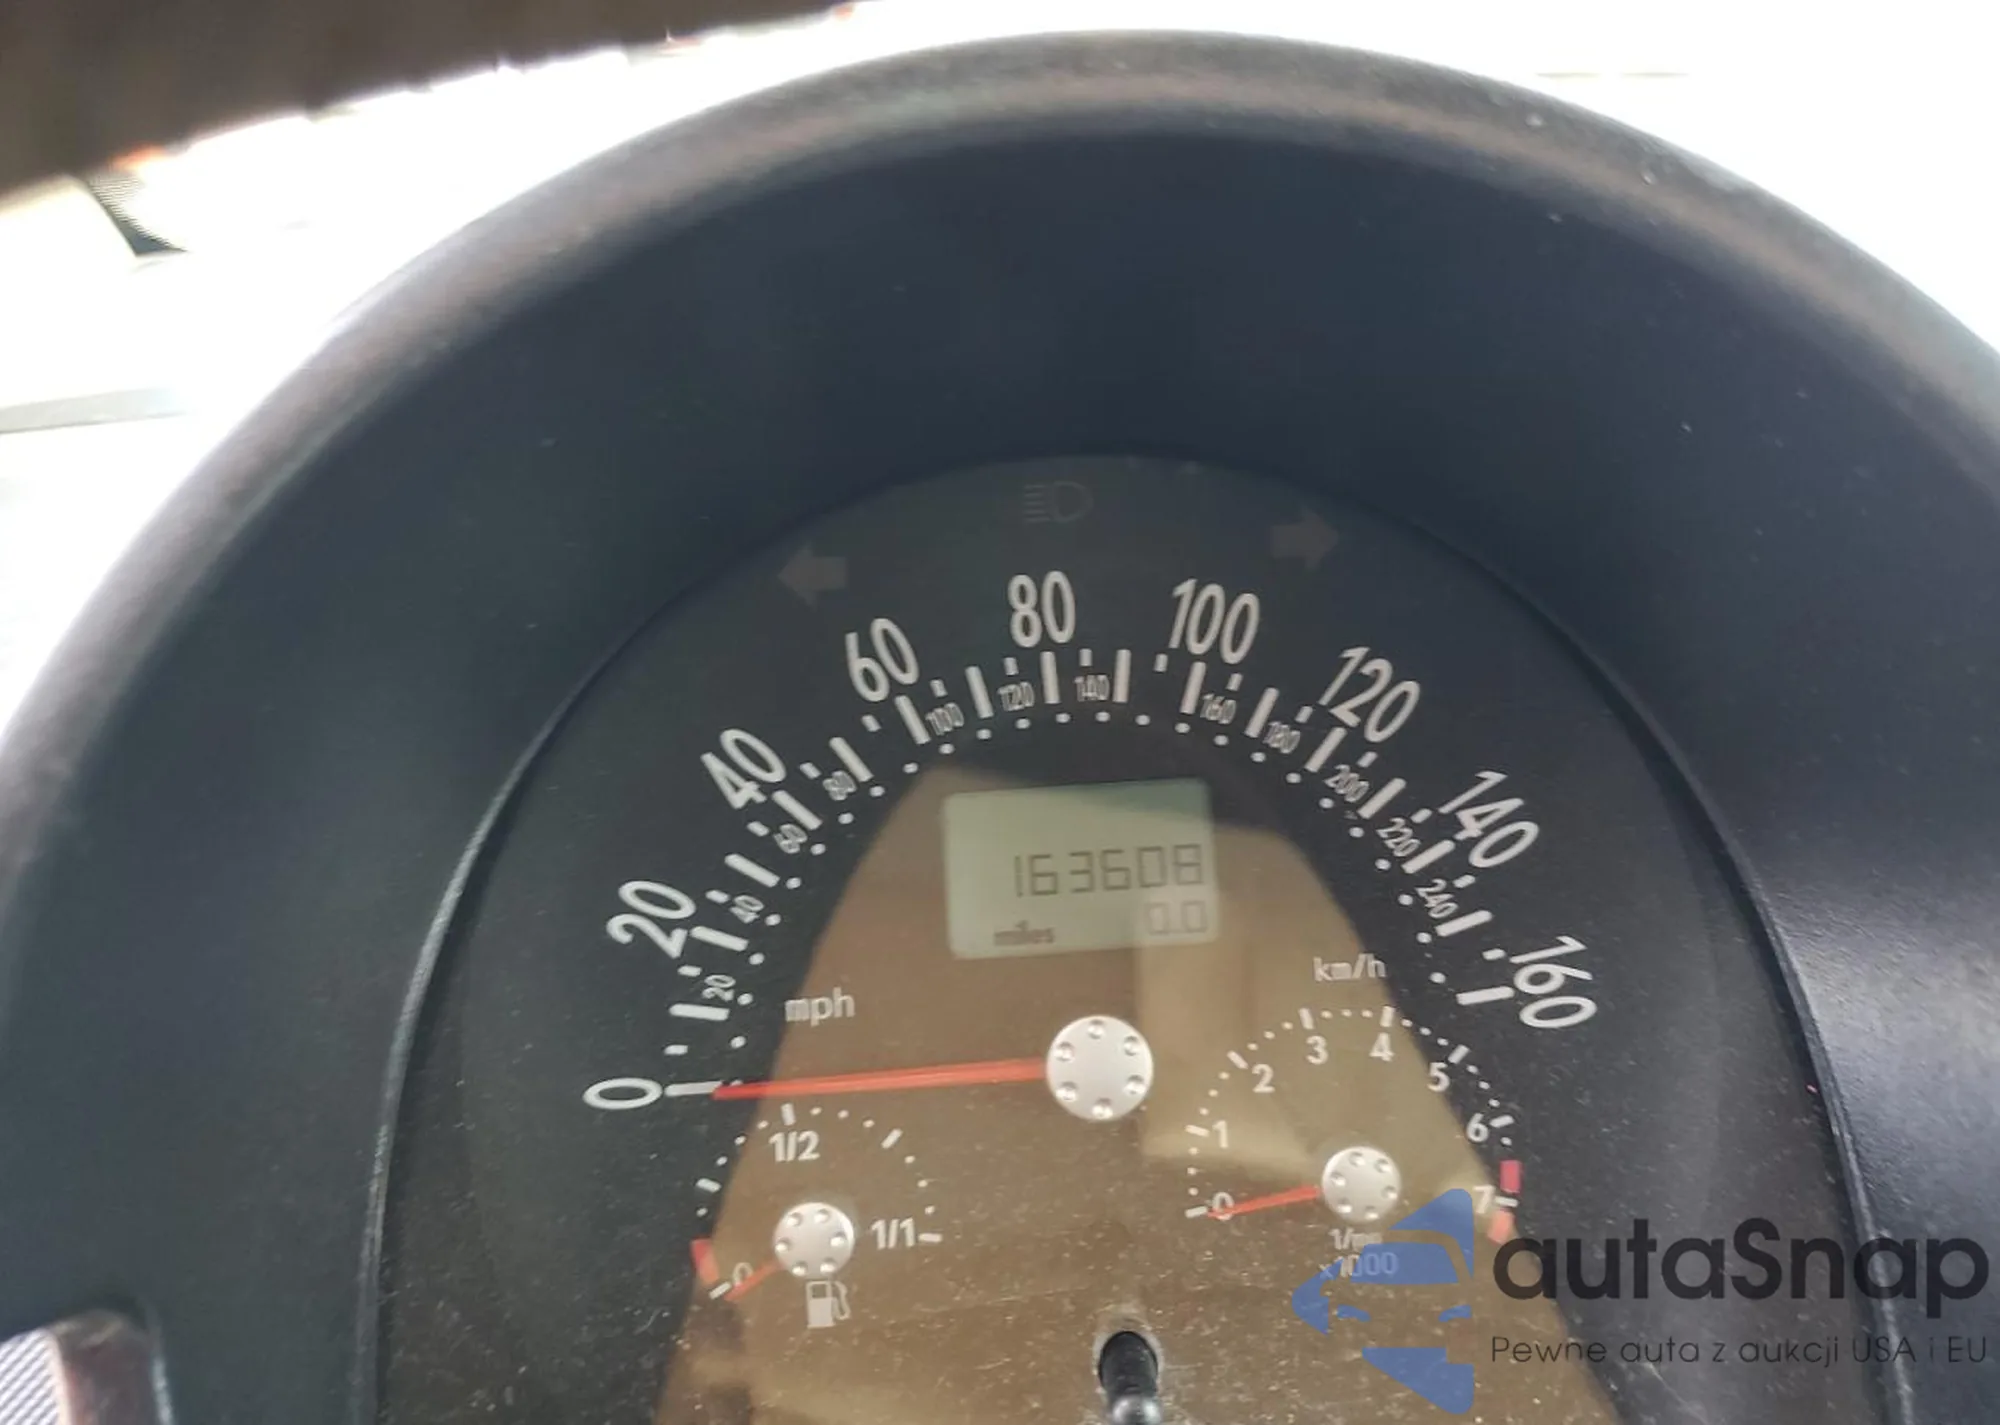 0 20 40 60 80 100 120 140 160
20 40 60 80 100 120 140 160 180 200 220 240
163608
miles 0.0
mph
km/h
0 1/2 1/1
0 1 2 3 4 5 6 7
x1000
autaSnap
Pewne auta z aukcji USA i EU